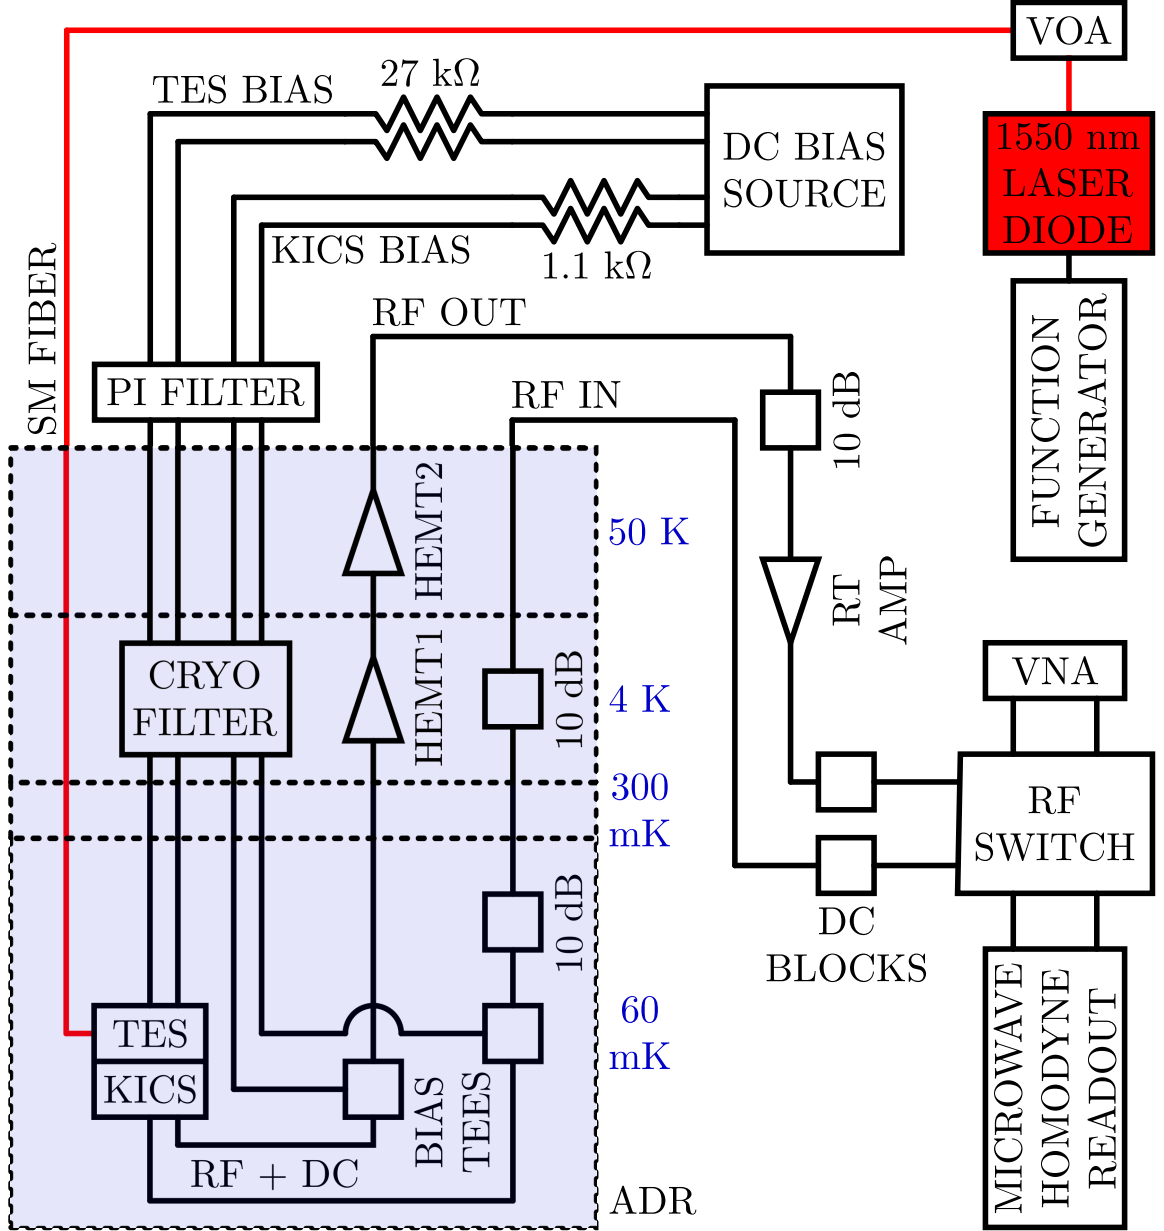 VOA
27 kΩ
TES BIAS
1550 nm
LASER
DIODE
DC BIAS
SOURCE
KICS BIAS
1.1 kΩ
SM FIBER
RF OUT
FUNCTION
GENERATOR
PI FILTER
RF IN
10 dB
HEMT2
50 K
RT
AMP
CRYO
FILTER
HEMT1
10 dB
4 K
VNA
300
mK
RF
SWITCH
10 dB
DC
BLOCKS
TES
KICS
60
mK
BIAS
TEES
MICROWAVE
HOMODYNE
READOUT
RF + DC
ADR